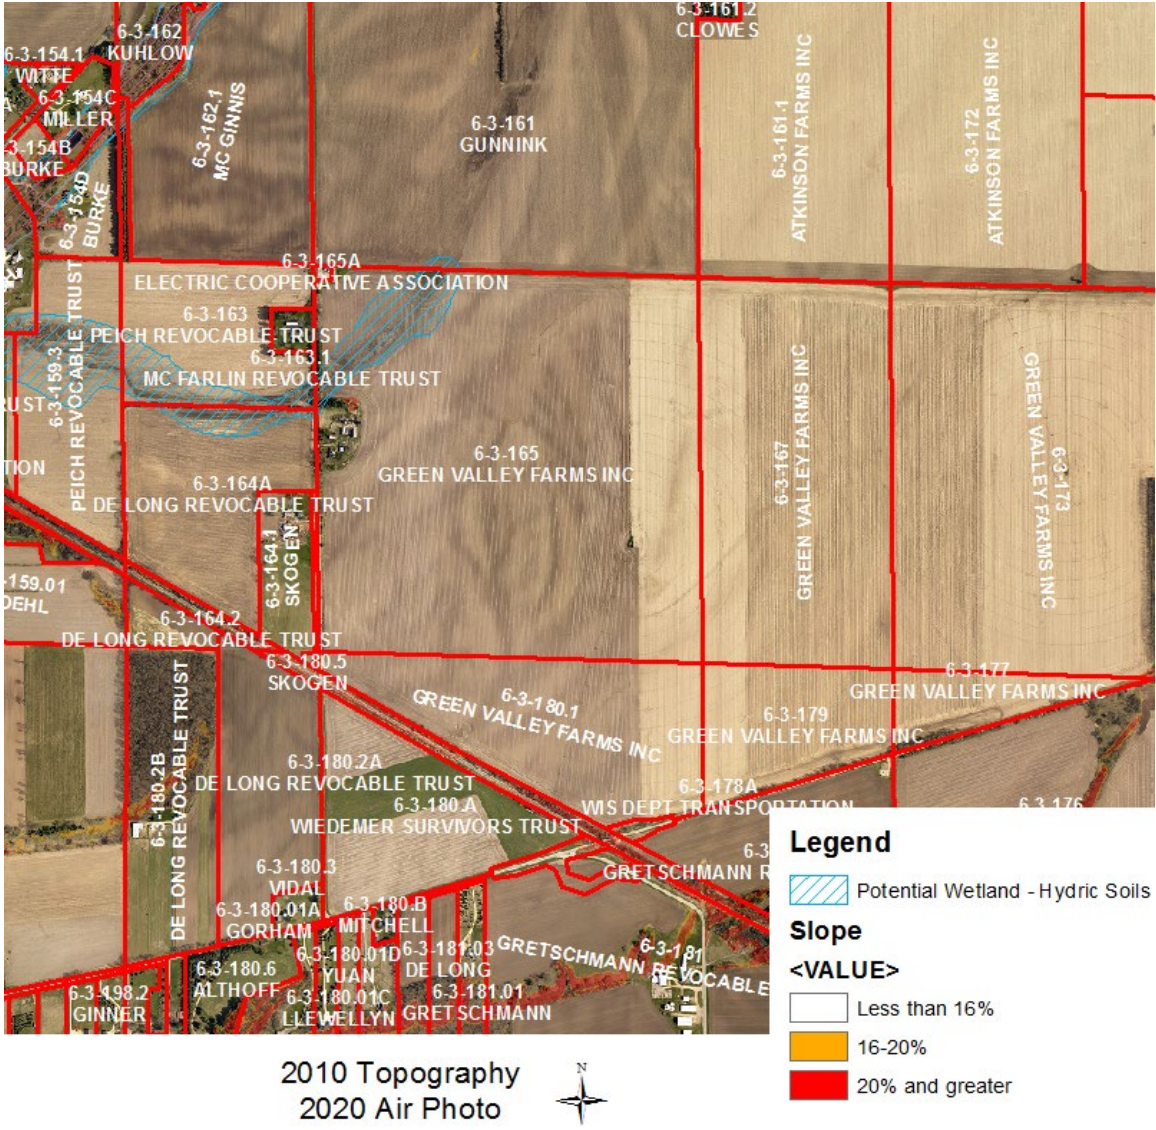 6-3-161.2
CLOWES
6-3-162
KUHLOW
6-3-154.1
WITTE
6-3-154C
MILLER
A
3-154B
BURKE
6-3-154D
BURKE
6-3-162.1
MC GINNIS
6-3-161
GUNNINK
6-3-161.1
ATKINSON FARMS INC
6-3-172
ATKINSON FARMS INC
6-3-165A
ELECTRIC COOPERATIVE ASSOCIATION
6-3-163
PEICH REVOCABLE TRUST
6-3-163.1
MC FARLIN REVOCABLE TRUST
6-3-159.3
PEICH REVOCABLE TRUST
RUST
TION
6-3-165
GREEN VALLEY FARMS INC
6-3-167
GREEN VALLEY FARMS INC
6-3-173
GREEN VALLEY FARMS INC
6-3-164A
DE LONG REVOCABLE TRUST
6-3-164.1
SKOGEN
-159.01
DEHL
6-3-164.2
DE LONG REVOCABLE TRUST
6-3-180.5
SKOGEN
6-3-180.1
GREEN VALLEY FARMS INC
6-3-177
GREEN VALLEY FARMS INC
6-3-179
GREEN VALLEY FARMS INC
6-3-180.2B
DE LONG REVOCABLE TRUST
6-3-180.2A
DE LONG REVOCABLE TRUST
6-3-180.A
WIEDEMER SURVIVORS TRUST
6-3-178A
WIS DEPT TRANSPORTATION
6-3-176
6-3
GRETSCHMANN R
6-3-180.3
VIDAL
6-3-180.01A
GORHAM
6-3-180.B
MITCHELL
6-3-180.6
ALTHOFF
6-3-180.01D
YUAN
6-3-181.03
DE LONG
6-3-181
GRETSCHMANN REVOCABLE
6-3-198.2
GINNER
6-3-180.01C
LLEWELLYN
6-3-181.01
GRETSCHMANN
Legend
Potential Wetland - Hydric Soils
Slope
<VALUE>
Less than 16%
16-20%
20% and greater
2010 Topography
2020 Air Photo
N